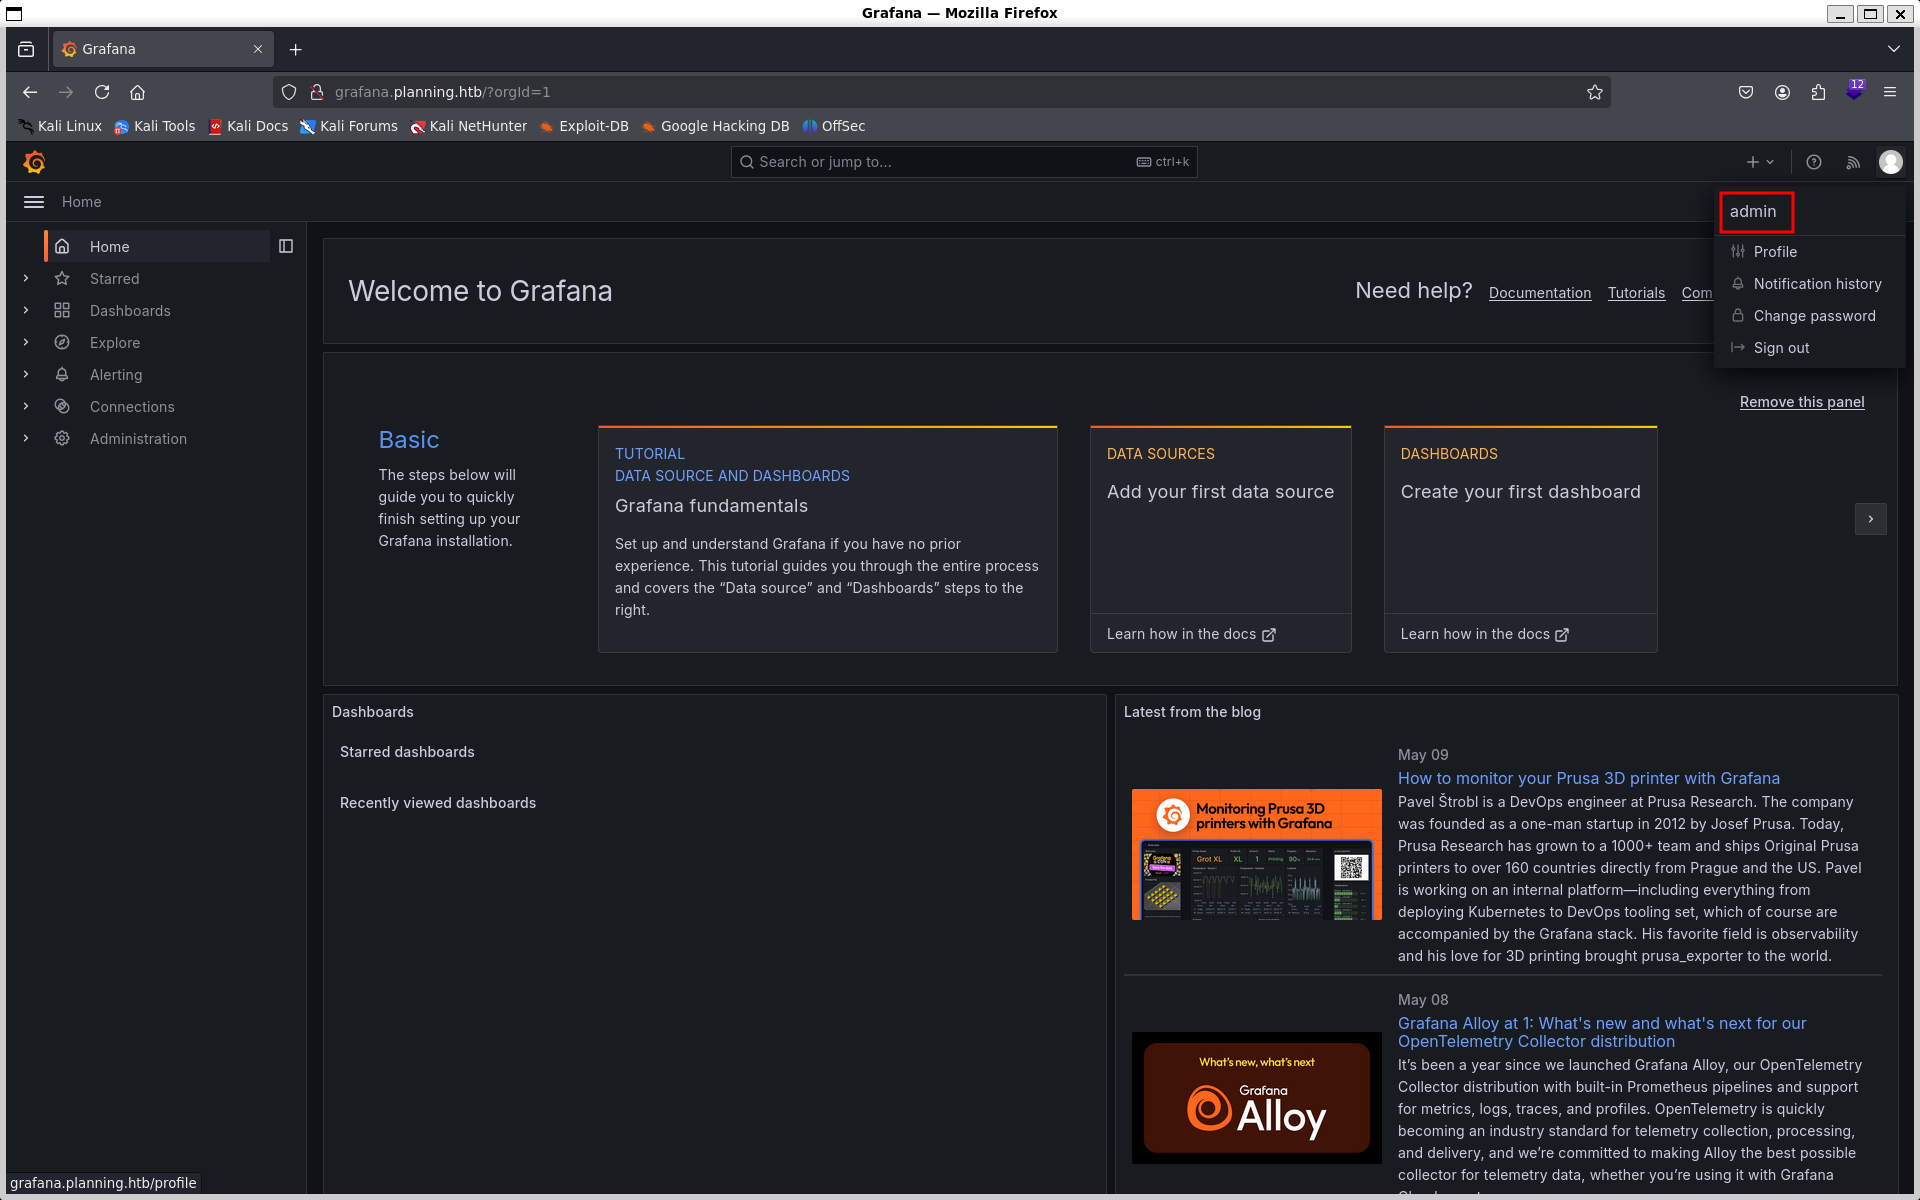 Grafana — Mozilla Firefox
Grafana
grafana.planning.htb/?orgId=1
12
Kali Linux
Kali Tools
Kali Docs
Kali Forums
Kali NetHunter
Exploit-DB
Google Hacking DB
OffSec
Search or jump to...
ctrl+k
Home
admin
Profile
Notification history
Change password
Sign out
Home
Starred
Dashboards
Explore
Alerting
Connections
Administration
Welcome to Grafana
Need help?
Documentation
Tutorials
Com
Remove this panel
Basic
The steps below will
guide you to quickly
finish setting up your
Grafana installation.
TUTORIAL
DATA SOURCE AND DASHBOARDS
Grafana fundamentals
Set up and understand Grafana if you have no prior
experience. This tutorial guides you through the entire process
and covers the “Data source” and “Dashboards” steps to the
right.
DATA SOURCES
Add your first data source
Learn how in the docs
DASHBOARDS
Create your first dashboard
Learn how in the docs
Dashboards
Starred dashboards
Recently viewed dashboards
Latest from the blog
May 09
How to monitor your Prusa 3D printer with Grafana
Monitoring Prusa 3D
printers with Grafana
Grot XL
XL
1
Printing
90%
Pavel Štrobl is a DevOps engineer at Prusa Research. The company
was founded as a one-man startup in 2012 by Josef Prusa. Today,
Prusa Research has grown to a 1000+ team and ships Original Prusa
printers to over 160 countries directly from Prague and the US. Pavel
is working on an internal platform—including everything from
deploying Kubernetes to DevOps tooling set, which of course are
accompanied by the Grafana stack. His favorite field is observability
and his love for 3D printing brought prusa_exporter to the world.
May 08
Grafana Alloy at 1: What's new and what's next for our
OpenTelemetry Collector distribution
What's new, what's next
Grafana
Alloy
It’s been a year since we launched Grafana Alloy, our OpenTelemetry
Collector distribution with built-in Prometheus pipelines and support
for metrics, logs, traces, and profiles. OpenTelemetry is quickly
becoming an industry standard for telemetry collection, processing,
and delivery, and we’re committed to making Alloy the best possible
collector for telemetry data, whether you’re using it with Grafana
grafana.planning.htb/profile